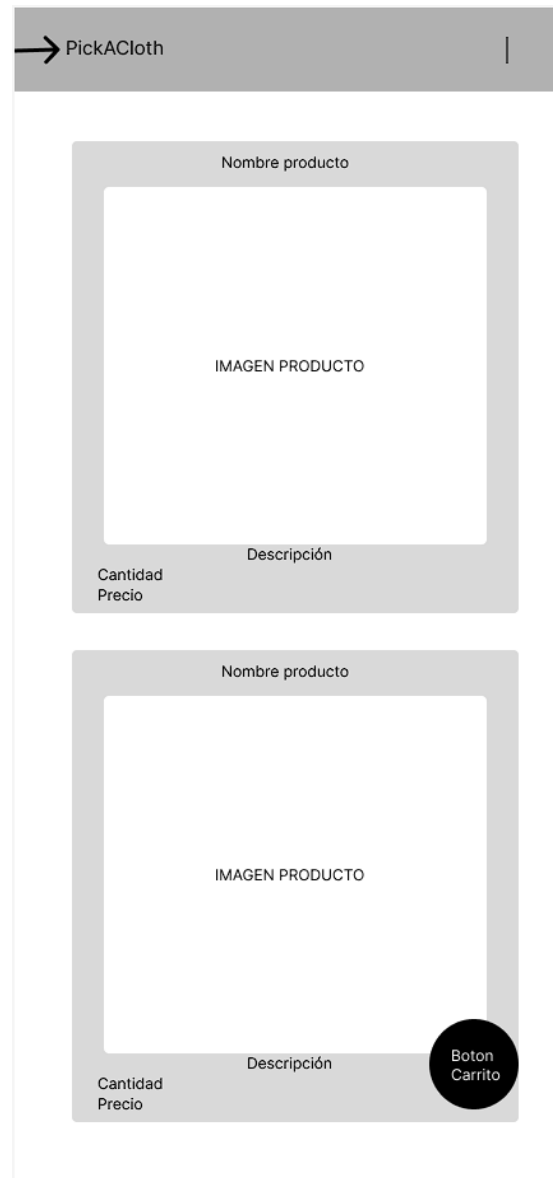 PickACloth
Nombre producto
IMAGEN PRODUCTO
Descripción
Cantidad
Precio
Nombre producto
IMAGEN PRODUCTO
Descripción
Cantidad
Precio
Boton
Carrito